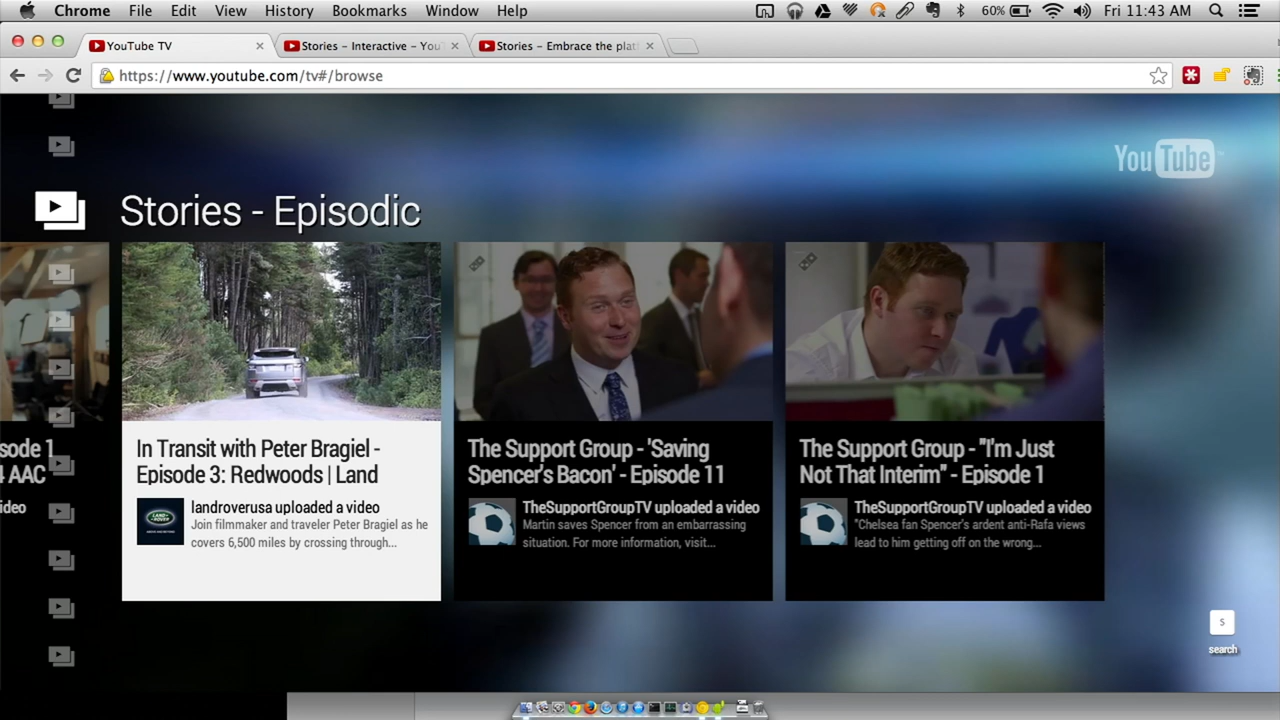 Chrome File Edit View History Bookmarks Window Help 60% Fri 11:43 AM
YouTube TV Stories – Interactive – You Stories – Embrace the plat
https://www.youtube.com/tv#/browse
YouTube
Stories - Episodic
sode 1
4 AAC
ideo
In Transit with Peter Bragiel -
Episode 3: Redwoods | Land
LAND-ROVER
landroverusa uploaded a video
Join filmmaker and traveler Peter Bragiel as he
covers 6,500 miles by crossing through...
The Support Group - 'Saving
Spencer's Bacon' - Episode 11
TheSupportGroupTV uploaded a video
Martin saves Spencer from an embarrassing
situation. For more information, visit...
The Support Group - "I'm Just
Not That Interim" - Episode 1
TheSupportGroupTV uploaded a video
"Chelsea fan Spencer's ardent anti-Rafa views
lead to him getting off on the wrong...
S
search